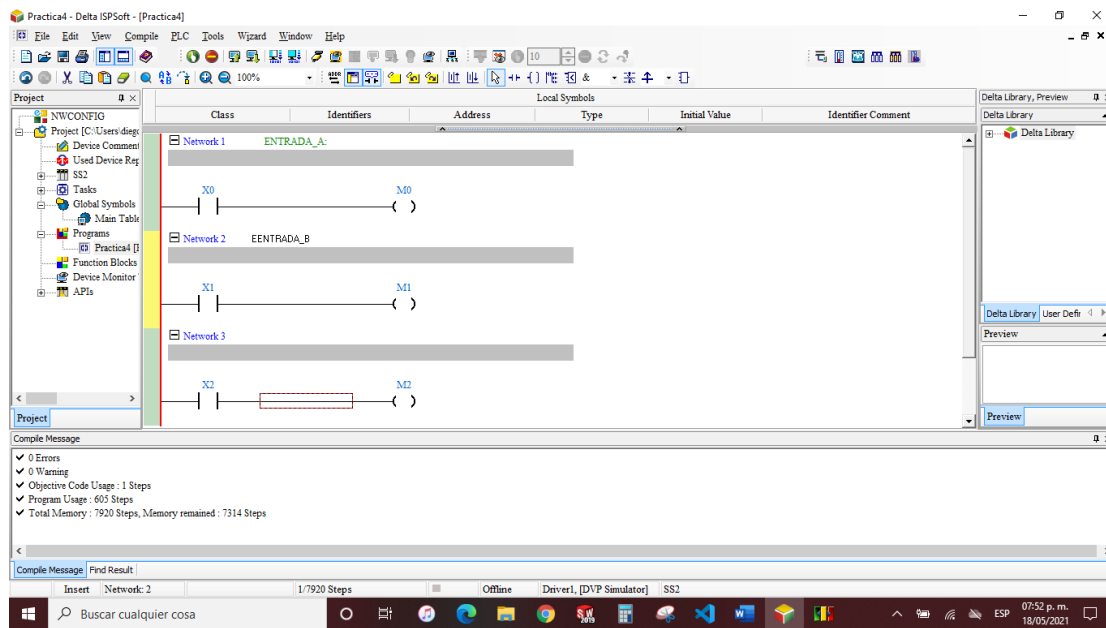 Practica4 - Delta ISPSoft - [Practica4]
File Edit View Compile PLC Tools Wizard Window Help
10
100%
Project
NWCONFIG
Project [C:\Users\diego
Device Comment
Used Device Rep
SS2
Tasks
Global Symbols
Main Table
Programs
Practica4 [P
Function Blocks
Device Monitor
APIs
Project
Local Symbols
Class Identifiers Address Type Initial Value Identifier Comment
Network 1 ENTRADA_A:
X0 M0
Network 2 EENTRADA_B
X1 M1
Network 3
X2 M2
Delta Library, Preview
Delta Library
Delta Library
Delta Library User Defir
Preview
Preview
Compile Message
0 Errors
0 Warning
Objective Code Usage : 1 Steps
Program Usage : 605 Steps
Total Memory : 7920 Steps, Memory remained : 7314 Steps
Compile Message Find Result
Insert Network: 2 1/7920 Steps Offline Driver1, [DVP Simulator] SS2
Buscar cualquier cosa
SW
2019
ESP
07:52 p. m.
18/05/2021